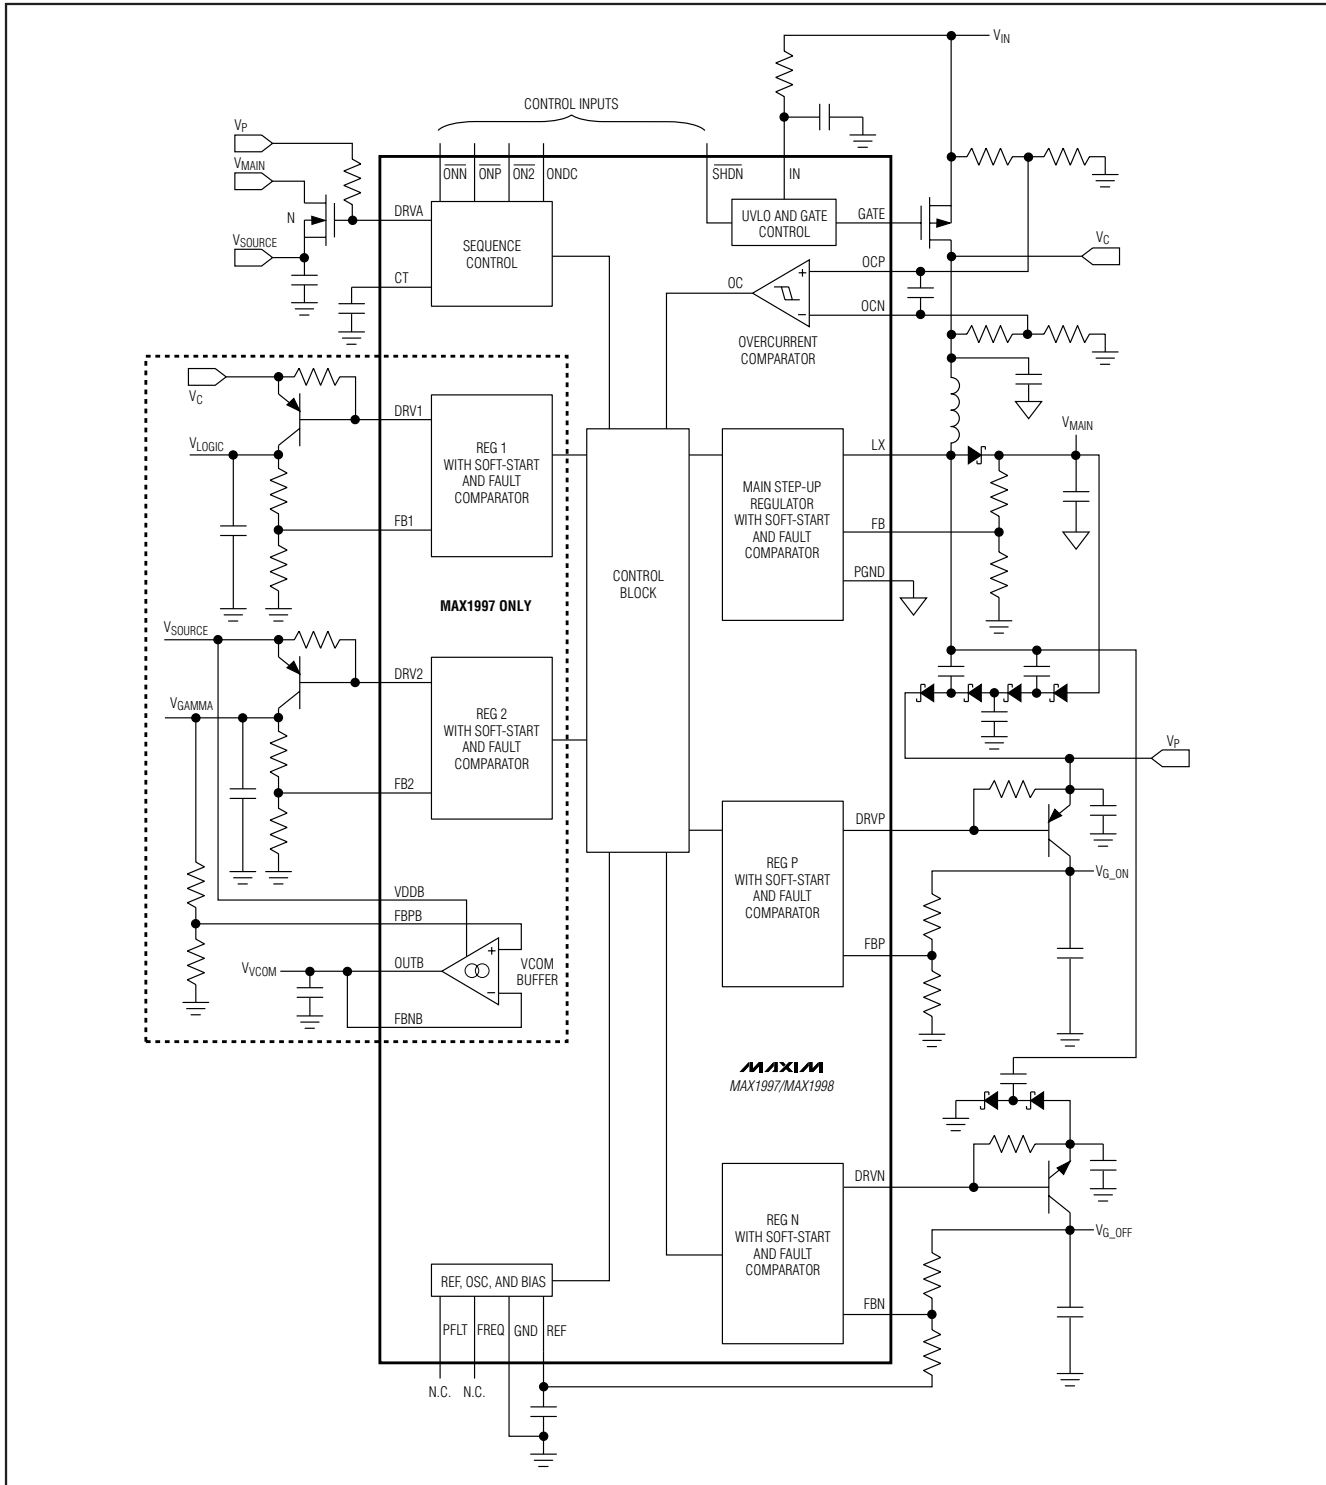 VIN
CONTROL INPUTS
VP
VMAIN
ONN
ONP
ON2
ONDC
SHDN
IN
N
DRVA
VSOURCE
SEQUENCE
CONTROL
UVLO AND GATE
CONTROL
GATE
VC
CT
OC
+
OCP
−
OCN
OVERCURRENT
COMPARATOR
VC
DRV1
VLOGIC
REG 1
WITH SOFT-START
AND FAULT
COMPARATOR
FB1
MAX1997 ONLY
CONTROL
BLOCK
MAIN STEP-UP
REGULATOR
WITH SOFT-START
AND FAULT
COMPARATOR
LX
VMAIN
FB
PGND
VSOURCE
DRV2
VGAMMA
REG 2
WITH SOFT-START
AND FAULT
COMPARATOR
FB2
VP
REG P
WITH SOFT-START
AND FAULT
COMPARATOR
DRVP
VG_ON
FBP
VDDB
FBPB
+
VVCOM
OUTB
VCOM
BUFFER
−
FBNB
MAXIM
MAX1997/MAX1998
REG N
WITH SOFT-START
AND FAULT
COMPARATOR
DRVN
VG_OFF
FBN
REF, OSC, AND BIAS
PFLT
FREQ
GND
REF
N.C.
N.C.